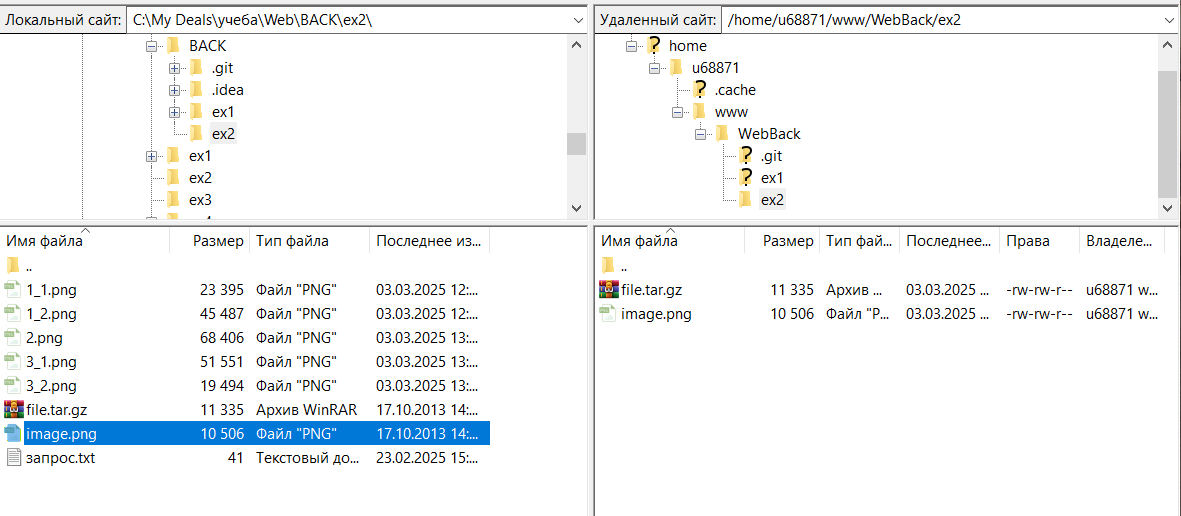 Локальный сайт: C:\My Deals\учеба\Web\BACK\ex2\
BACK
.git
.idea
ex1
ex2
ex1
ex2
ex3
Имя файла Размер Тип файла Последнее из...
..
1_1.png 23 395 Файл "PNG" 03.03.2025 12:...
1_2.png 45 487 Файл "PNG" 03.03.2025 12:...
2.png 68 406 Файл "PNG" 03.03.2025 13:...
3_1.png 51 551 Файл "PNG" 03.03.2025 13:...
3_2.png 19 494 Файл "PNG" 03.03.2025 13:...
file.tar.gz 11 335 Архив WinRAR 17.10.2013 14:...
image.png 10 506 Файл "PNG" 17.10.2013 14:...
запрос.txt 41 Текстовый до... 23.02.2025 15:...
Удаленный сайт: /home/u68871/www/WebBack/ex2
home
u68871
.cache
www
WebBack
.git
ex1
ex2
Имя файла Размер Тип фай... Последнее... Права Владеле...
..
file.tar.gz 11 335 Архив ... 03.03.2025 ... -rw-rw-r-- u68871 w...
image.png 10 506 Файл "P... 03.03.2025 ... -rw-rw-r-- u68871 w...